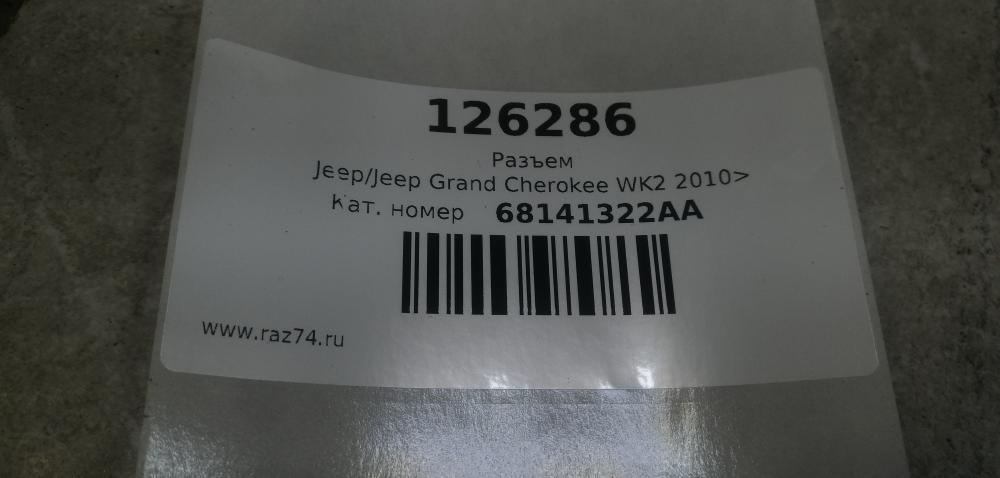 126286
Разъем
Jeep/Jeep Grand Cherokee WK2 2010>
Кат. номер 68141322AA
www.raz74.ru